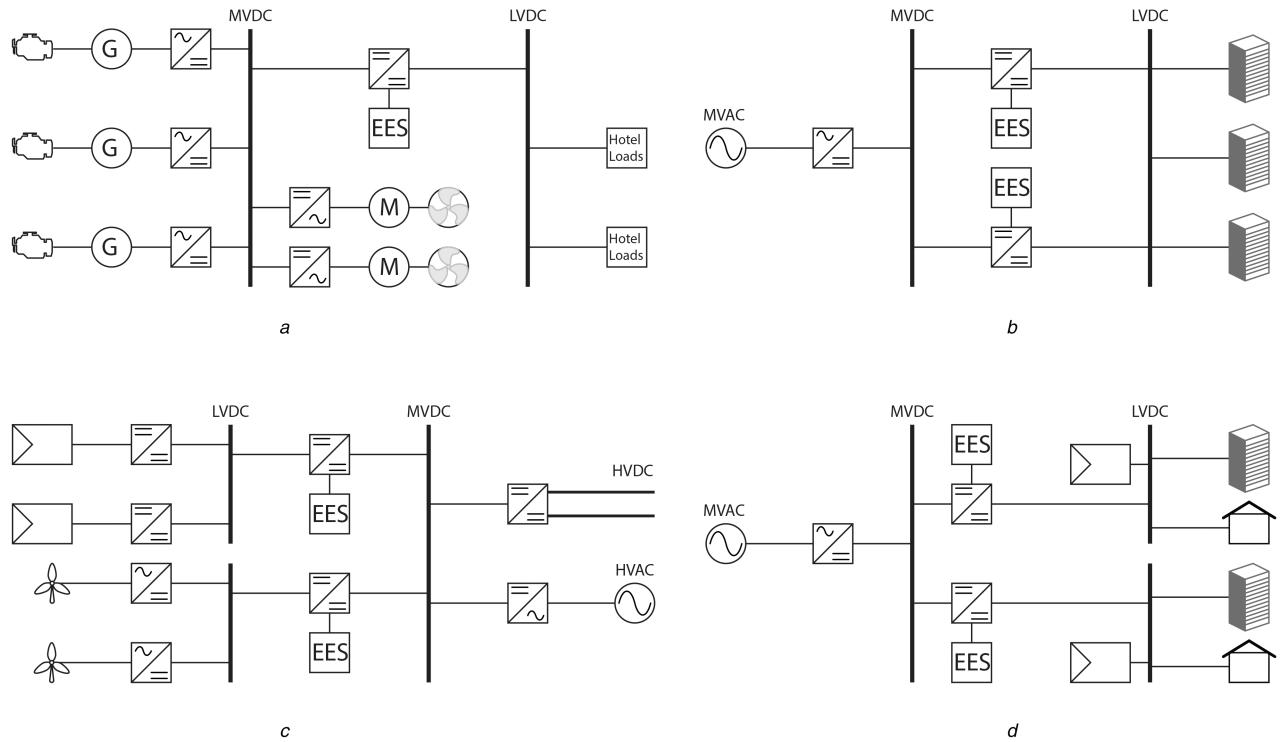 MVDC
LVDC
G
EES
G
Hotel
Loads
M
G
Hotel
Loads
M
a
MVDC
LVDC
MVAC
EES
EES
b
LVDC
MVDC
HVDC
EES
HVAC
EES
c
MVDC
LVDC
EES
MVAC
EES
d